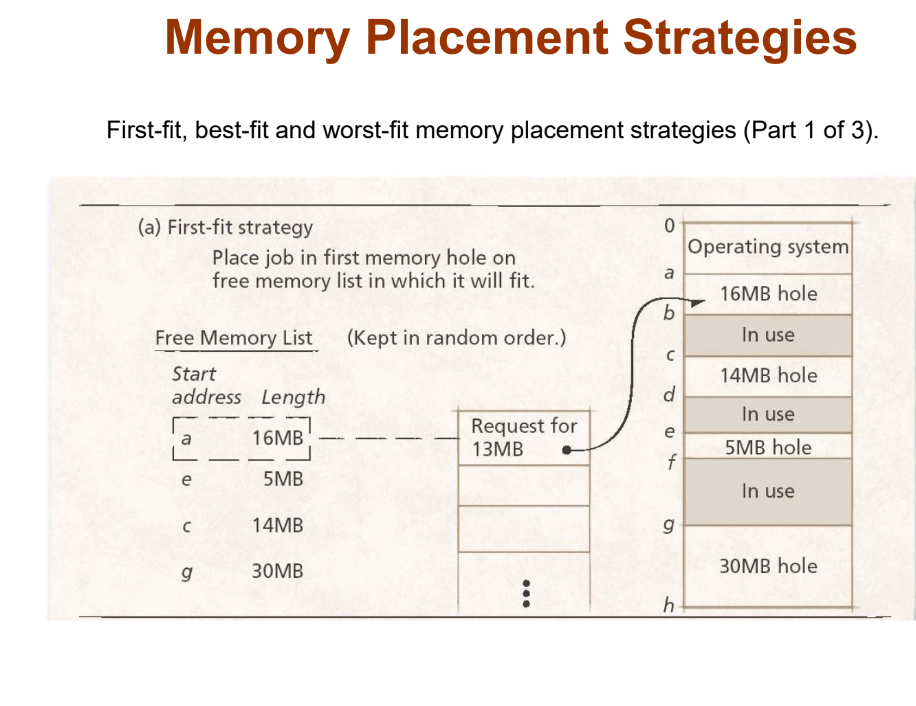 Memory Placement Strategies
First-fit, best-fit and worst-fit memory placement strategies (Part 1 of 3).
(a) First-fit strategy
Place job in first memory hole on
free memory list in which it will fit.
Free Memory List (Kept in random order.)
Start
address Length
a 16MB
e 5MB
c 14MB
g 30MB
Request for
13MB
0
Operating system
a
16MB hole
b
In use
c
14MB hole
d
In use
e
5MB hole
f
In use
g
30MB hole
h